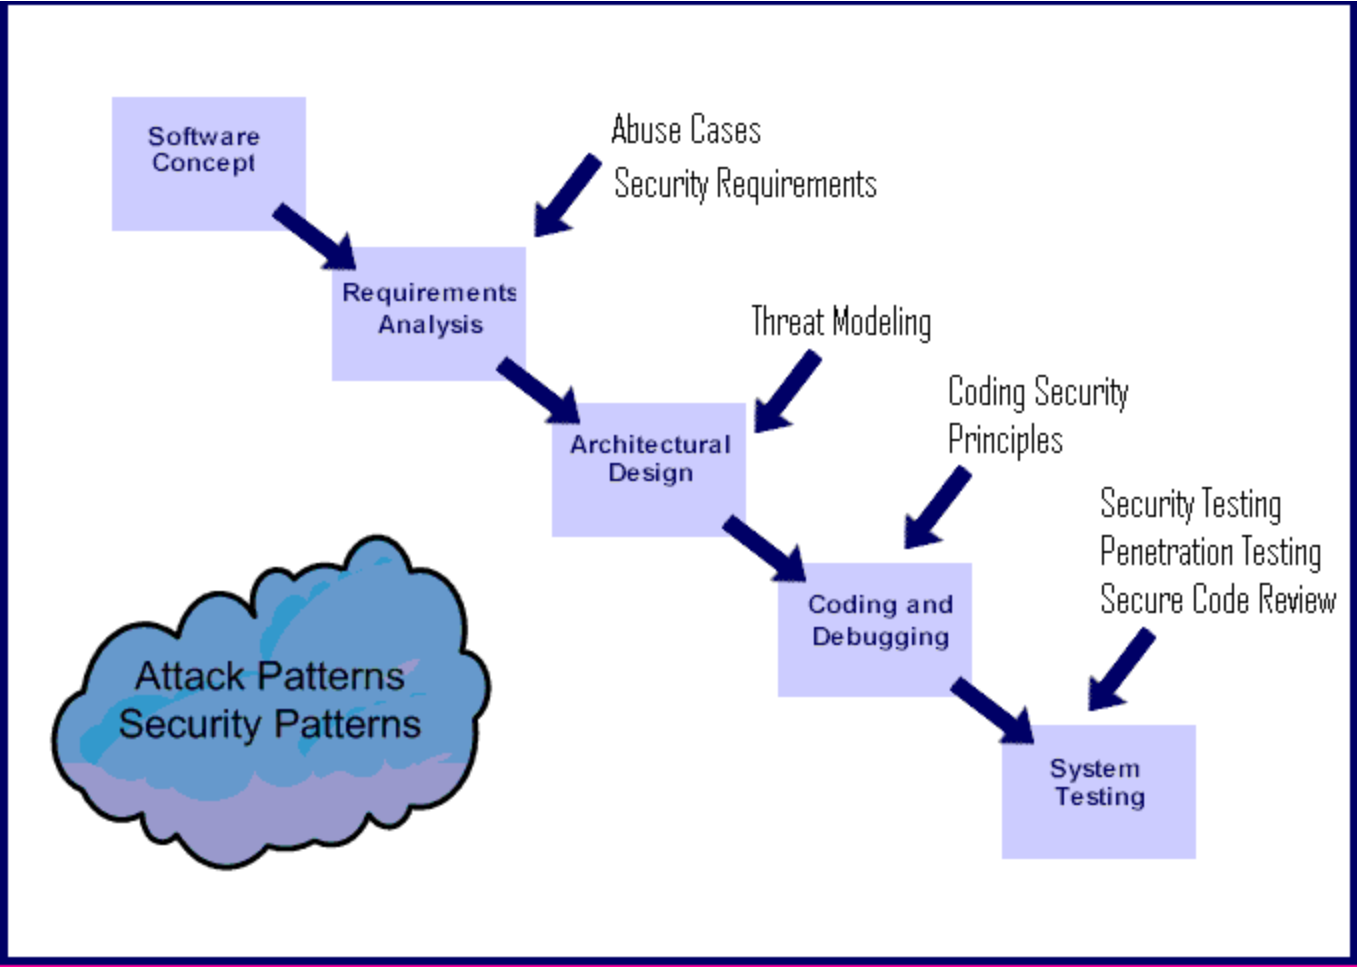 Software
Concept
Abuse Cases
Security Requirements
Requirements
Analysis
Threat Modeling
Architectural
Design
Coding Security
Principles
Coding and
Debugging
Security Testing
Penetration Testing
Secure Code Review
System
Testing
Attack Patterns
Security Patterns